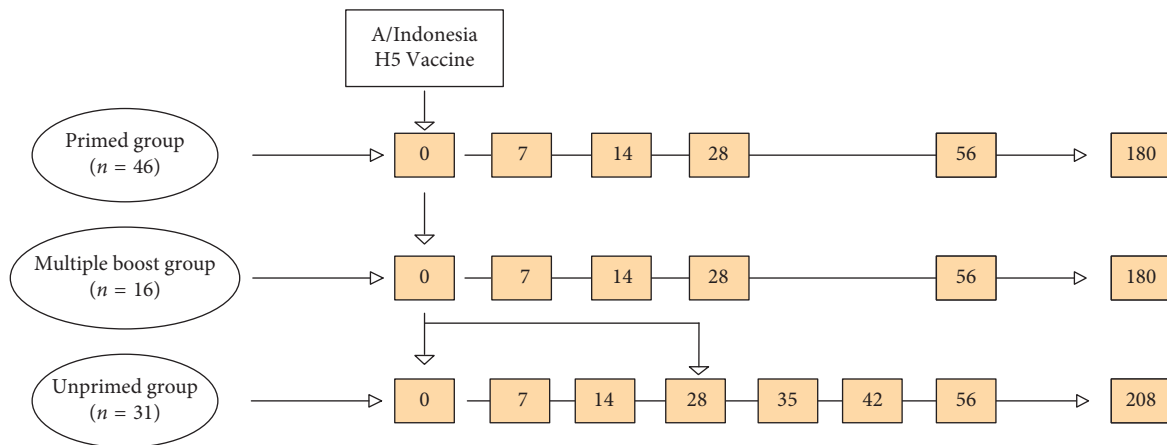 A/Indonesia
H5 Vaccine
Primed group
(n = 46)
0 7 14 28 56 180
Multiple boost group
(n = 16)
0 7 14 28 56 180
Unprimed group
(n = 31)
0 7 14 28 35 42 56 208